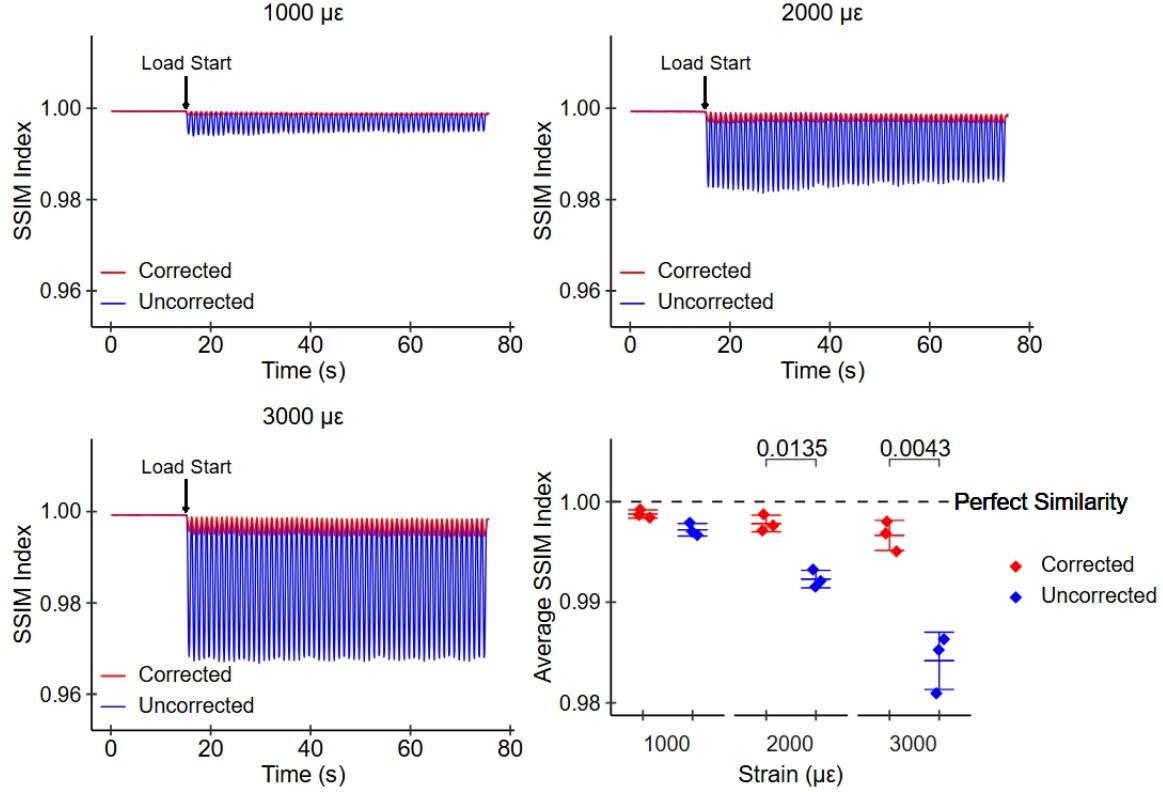 1000 µε
Load Start
SSIM Index
1.00
0.98
0.96
Corrected
Uncorrected
0 20 40 60 80
Time (s)
2000 µε
Load Start
SSIM Index
1.00
0.98
0.96
Corrected
Uncorrected
0 20 40 60 80
Time (s)
3000 µε
Load Start
SSIM Index
1.00
0.98
0.96
Corrected
Uncorrected
0 20 40 60 80
Time (s)
0.0135 0.0043
Average SSIM Index
1.00
0.99
0.98
Perfect Similarity
Corrected
Uncorrected
1000 2000 3000
Strain (µε)